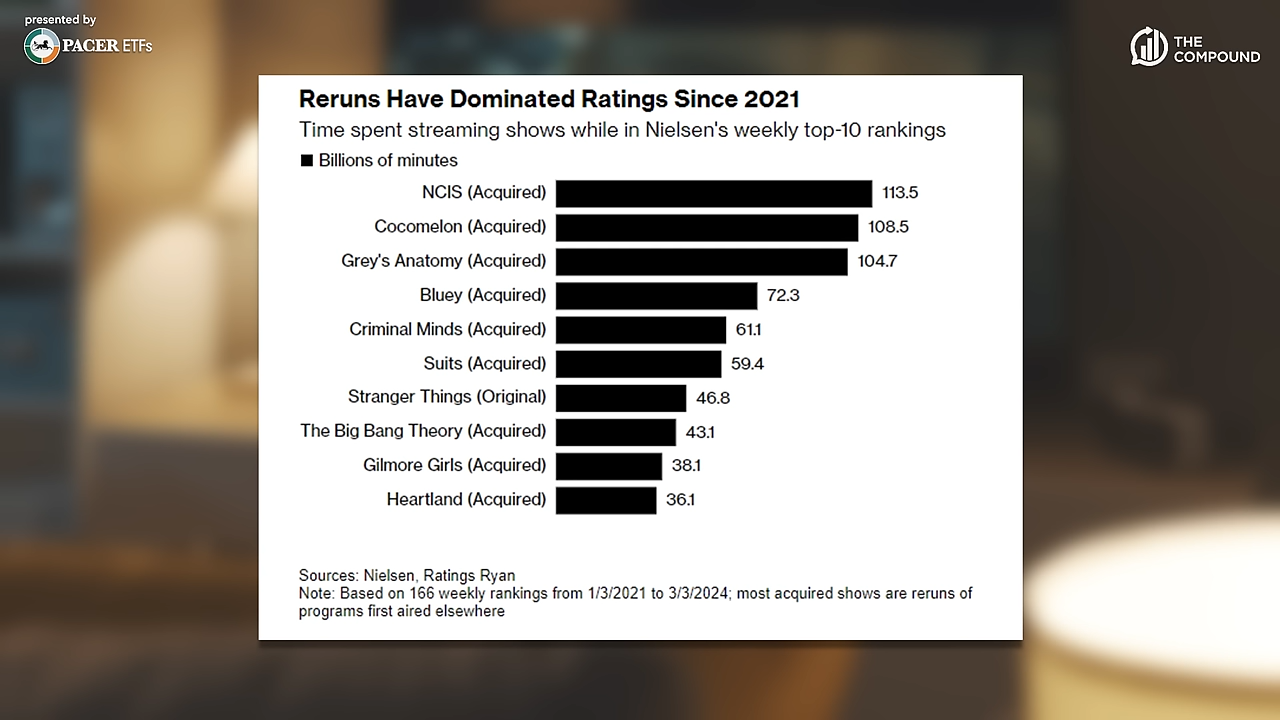 presented by
PACER ETFs
THE
COMPOUND
Reruns Have Dominated Ratings Since 2021
Time spent streaming shows while in Nielsen's weekly top-10 rankings
Billions of minutes
NCIS (Acquired) 113.5
Cocomelon (Acquired) 108.5
Grey's Anatomy (Acquired) 104.7
Bluey (Acquired) 72.3
Criminal Minds (Acquired) 61.1
Suits (Acquired) 59.4
Stranger Things (Original) 46.8
The Big Bang Theory (Acquired) 43.1
Gilmore Girls (Acquired) 38.1
Heartland (Acquired) 36.1
Sources: Nielsen, Ratings Ryan
Note: Based on 166 weekly rankings from 1/3/2021 to 3/3/2024; most acquired shows are reruns of
programs first aired elsewhere